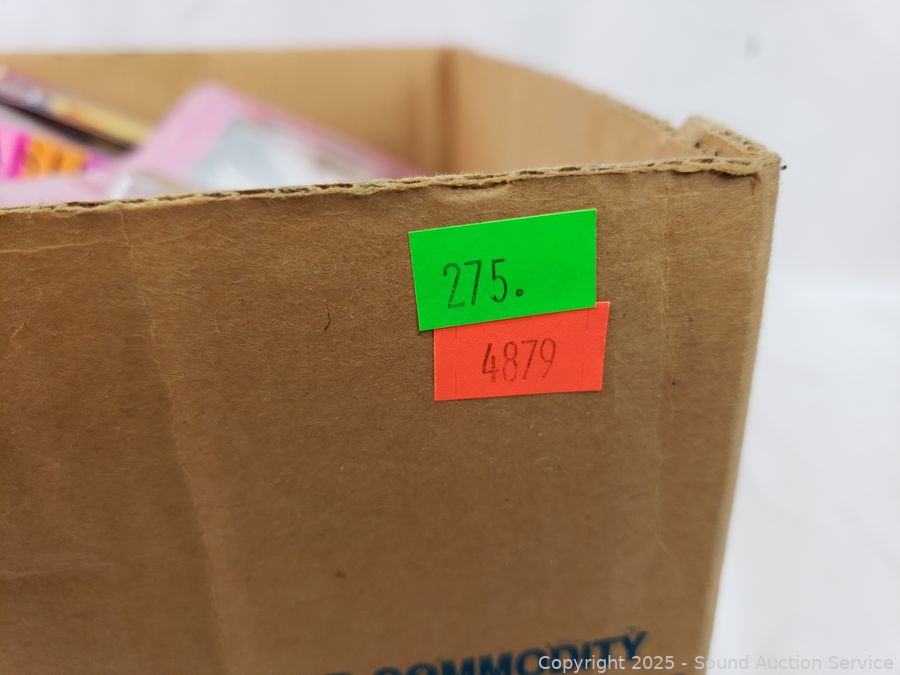 275.
4879
COMMODITY
Copyright 2025 - Sound Auction Service